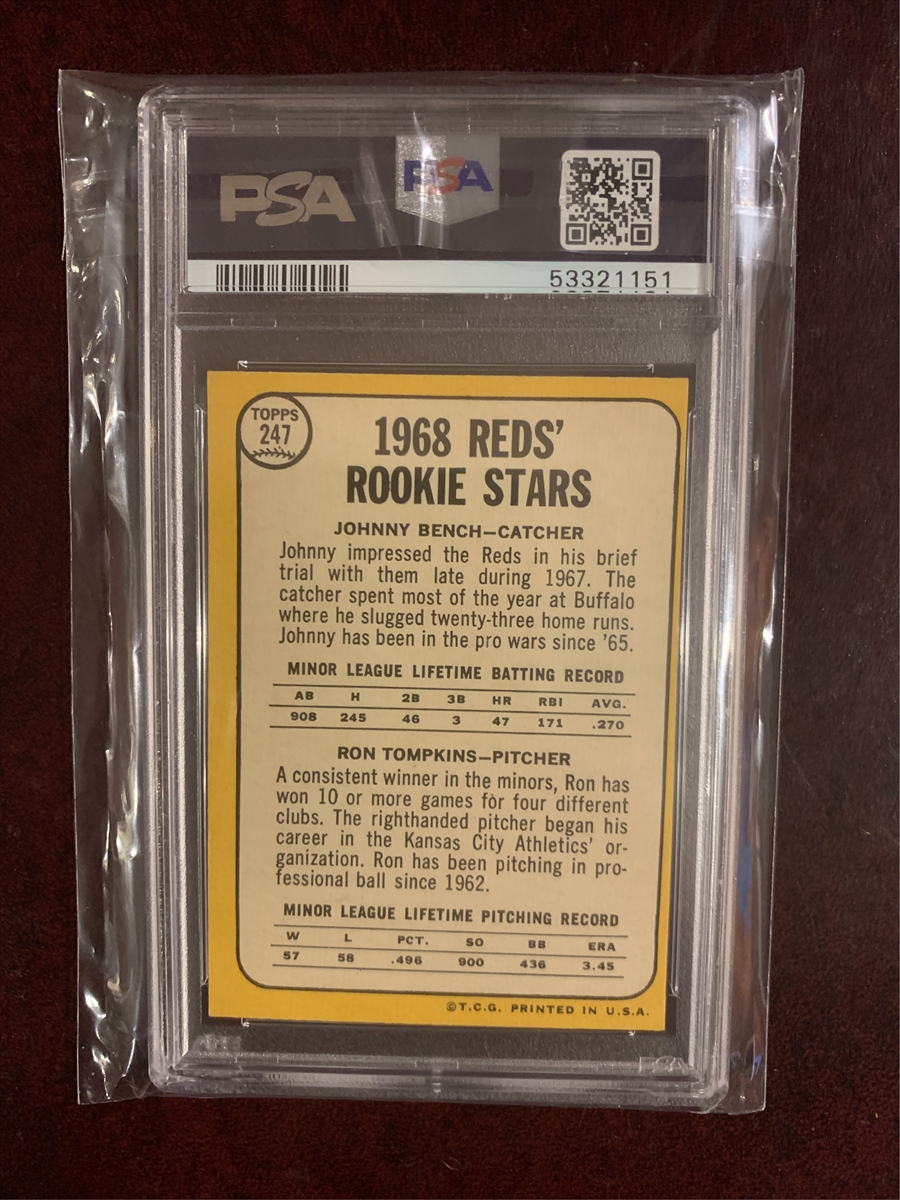 PSA
PSA
53321151
TOPPS
247
1968 REDS'
ROOKIE STARS
JOHNNY BENCH—CATCHER
Johnny impressed the Reds in his brief
trial with them late during 1967. The
catcher spent most of the year at Buffalo
where he slugged twenty-three home runs.
Johnny has been in the pro wars since '65.
MINOR LEAGUE LIFETIME BATTING RECORD
AB H 2B 3B HR RBI AVG.
908 245 46 3 47 171 .270
RON TOMPKINS—PITCHER
A consistent winner in the minors, Ron has
won 10 or more games for four different
clubs. The righthanded pitcher began his
career in the Kansas City Athletics' or-
ganization. Ron has been pitching in pro-
fessional ball since 1962.
MINOR LEAGUE LIFETIME PITCHING RECORD
W L PCT. SO BB ERA
57 58 .496 900 436 3.45
©T.C.G. PRINTED IN U.S.A.
PSA